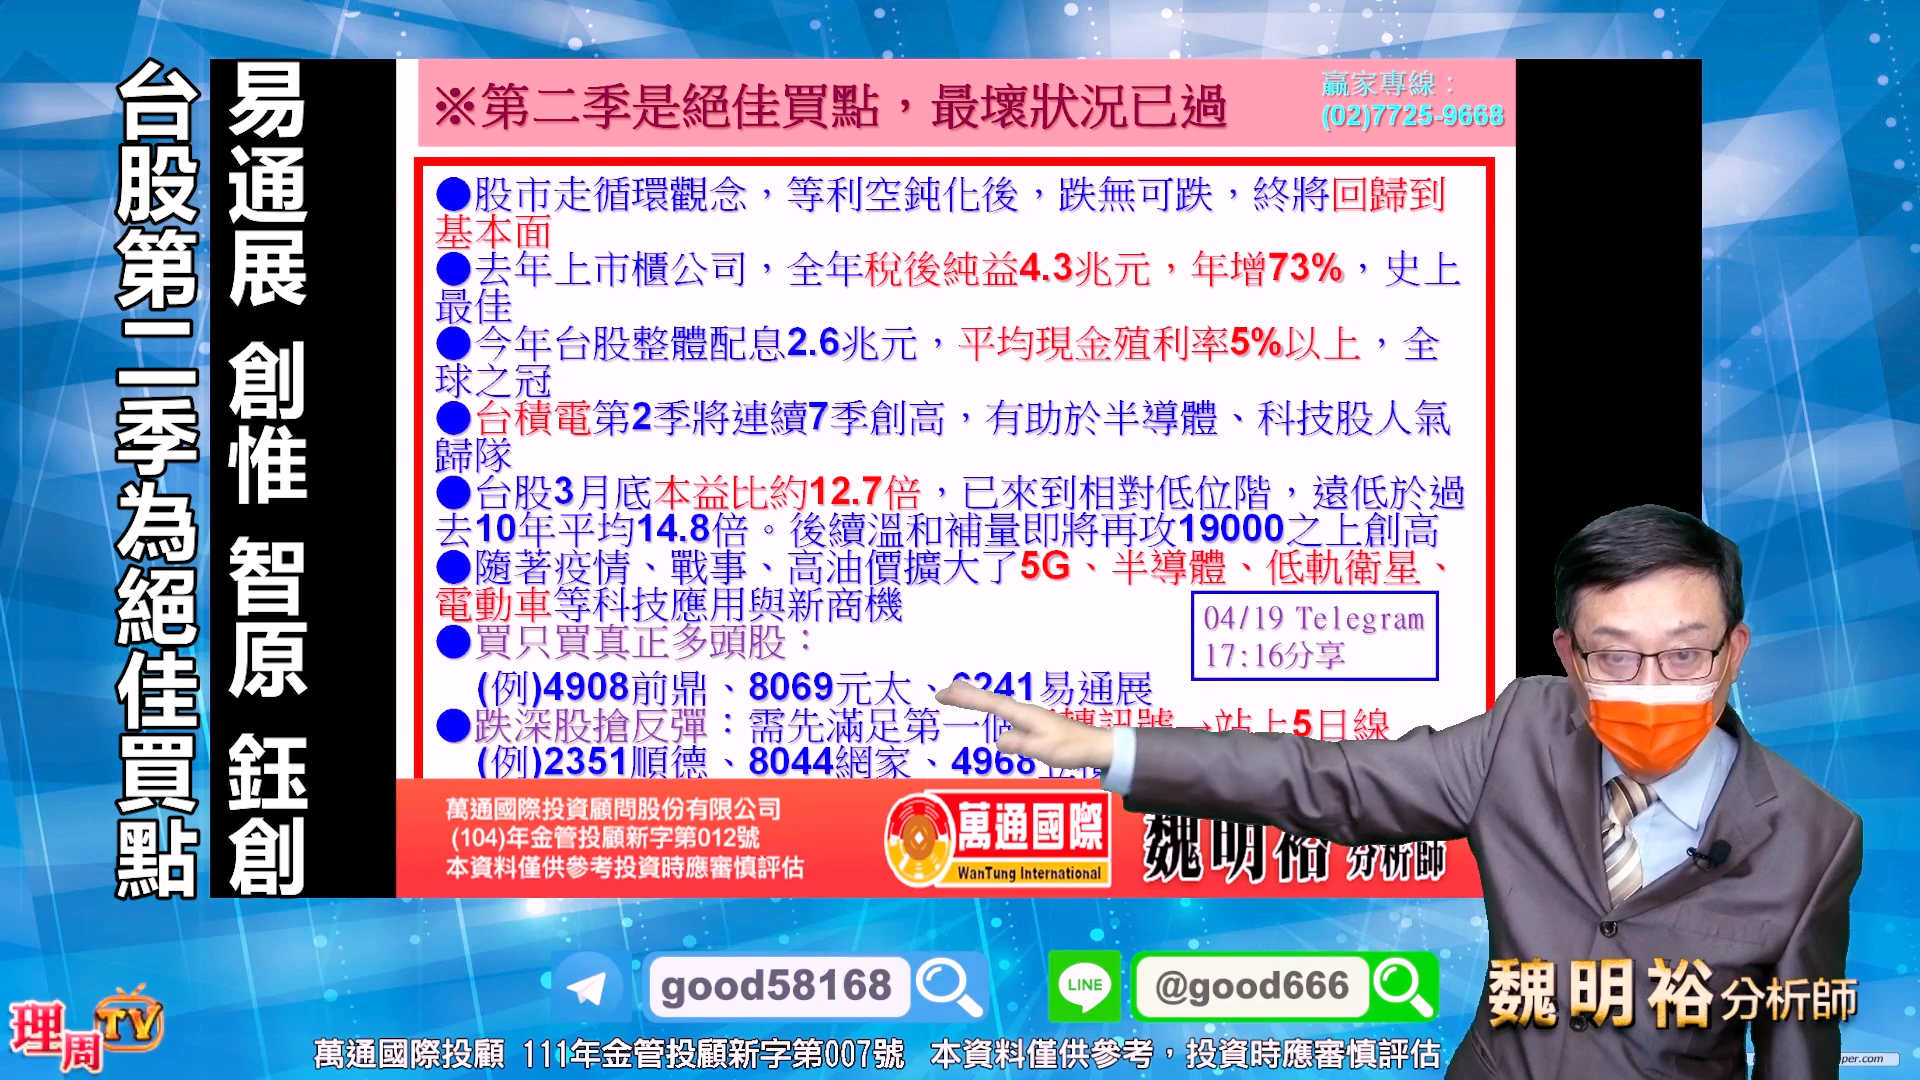 台股第二季為絕佳買點
易通展 創惟 智原 鈺創
※第二季是絕佳買點，最壞狀況已過
贏家專線：
(02)7725-9668
●股市走循環觀念，等利空鈍化後，跌無可跌，終將回歸到
基本面
●去年上市櫃公司，全年稅後純益4.3兆元，年增73%，史上
最佳
●今年台股整體配息2.6兆元，平均現金殖利率5%以上，全
球之冠
●台積電第2季將連續7季創高，有助於半導體、科技股人氣
歸隊
●台股3月底本益比約12.7倍，已來到相對低位階，遠低於過
去10年平均14.8倍。後續溫和補量即將再攻19000之上創高
●隨著疫情、戰事、高油價擴大了5G、半導體、低軌衛星、
電動車等科技應用與新商機
04/19 Telegram
17:16分享
●買只買真正多頭股：
(例)4908前鼎、8069元太、6241易通展
●跌深股搶反彈：需先滿足第一個轉訊號→站上5日線
(例)2351順德、8044網家、4968
萬通國際投資顧問股份有限公司
(104)年金管投顧新字第012號
本資料僅供參考投資時應審慎評估
萬通國際
WanTung International
魏明裕 分析師
good58168
LINE
@good666
魏明裕 分析師
理周TV
萬通國際投顧 111年金管投顧新字第007號 本資料僅供參考，投資時應審慎評估
per.com